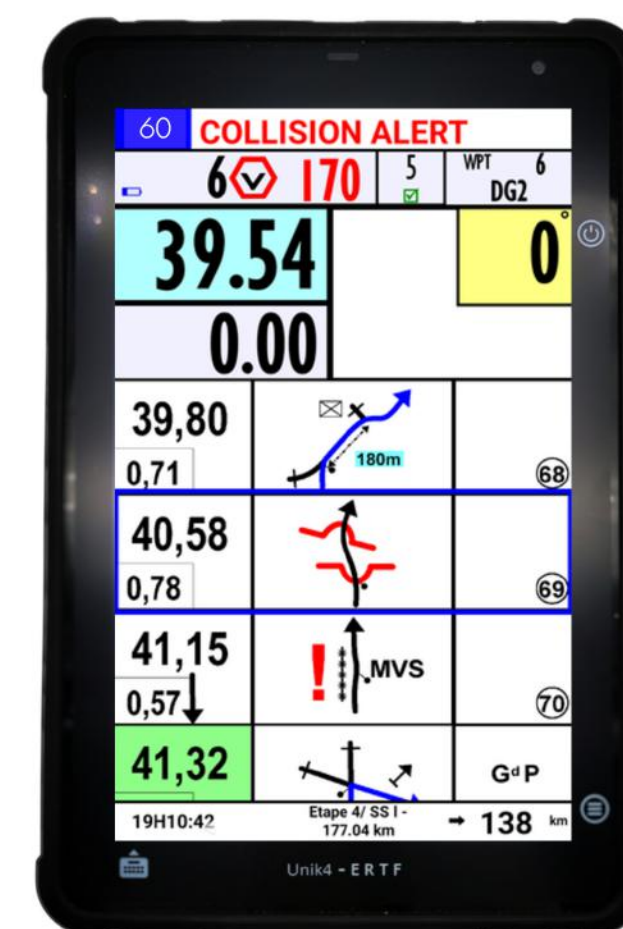 60 COLLISION ALERT
6 V 170 5 WPT 6
DG2
39.54 0°
0.00
39,80
180m
0,71 68
40,58
0,78 69
41,15
! MVS
0,57 70
41,32 GᵈP
19H10:42 Etape 4/ SS I - 177.04 km → 138 km
Unik4 - ERTF